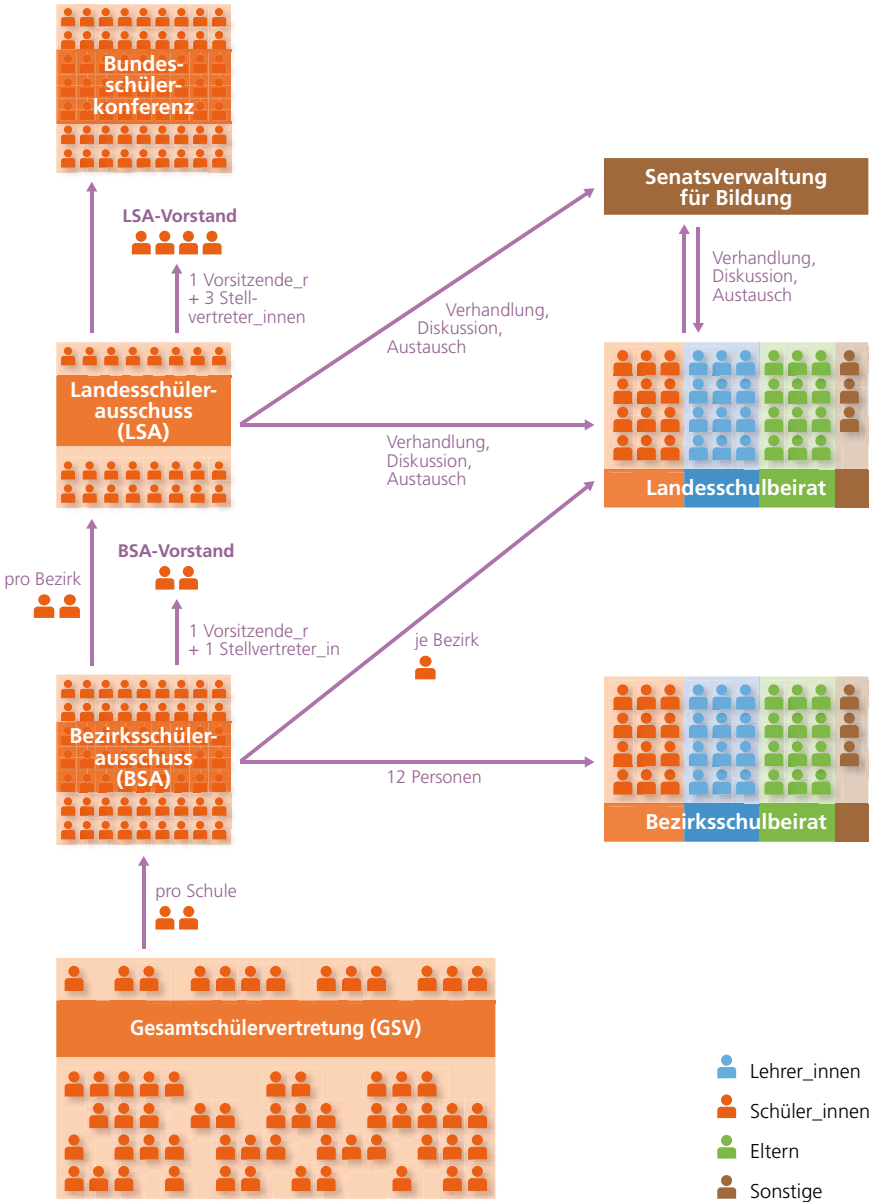 Bundes-
schüler-
konferenz
LSA-Vorstand
1 Vorsitzende_r
+ 3 Stell-
vertreter_innen
Senatsverwaltung
für Bildung
Verhandlung,
Diskussion,
Austausch
Verhandlung,
Diskussion,
Austausch
Landesschüler-
ausschuss
(LSA)
Verhandlung,
Diskussion,
Austausch
Landesschulbeirat
BSA-Vorstand
pro Bezirk
1 Vorsitzende_r
+ 1 Stellvertreter_in
je Bezirk
Bezirksschüler-
ausschuss
(BSA)
12 Personen
Bezirksschulbeirat
pro Schule
Gesamtschülervertretung (GSV)
Lehrer_innen
Schüler_innen
Eltern
Sonstige